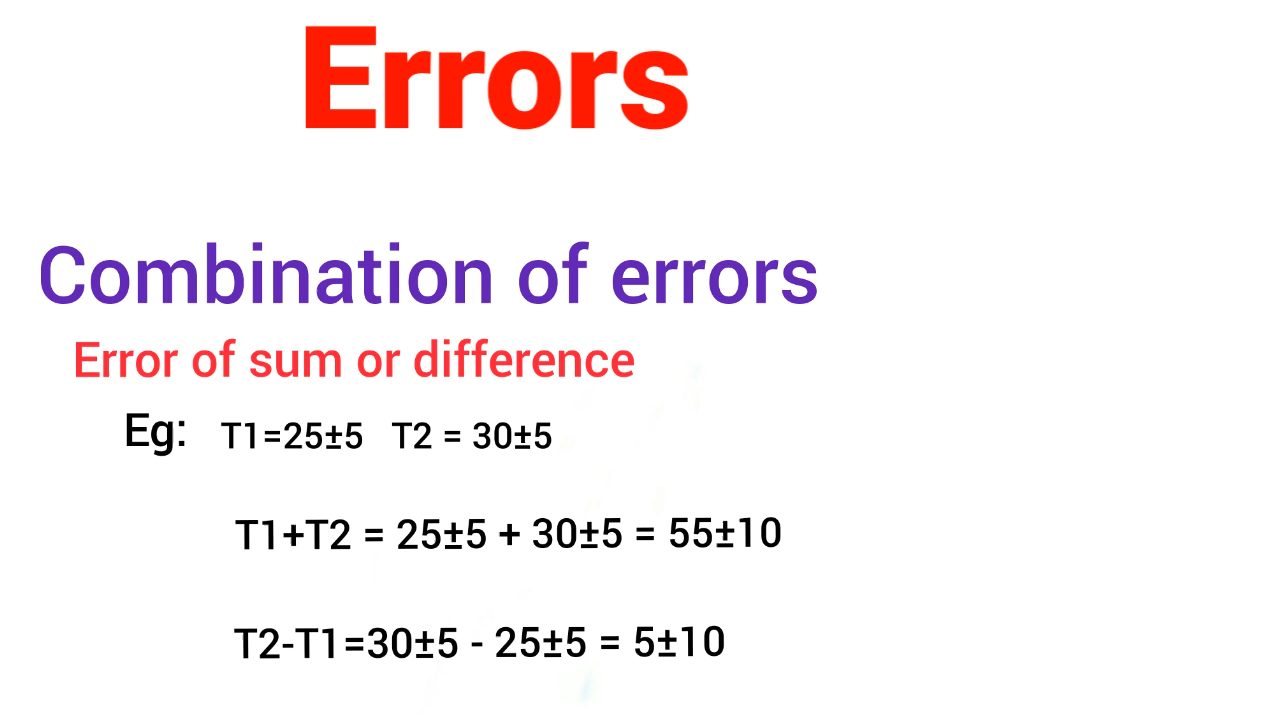 Errors
Combination of errors
Error of sum or difference
Eg: T1=25±5 T2 = 30±5
T1+T2 = 25±5 + 30±5 = 55±10
T2-T1=30±5 - 25±5 = 5±10